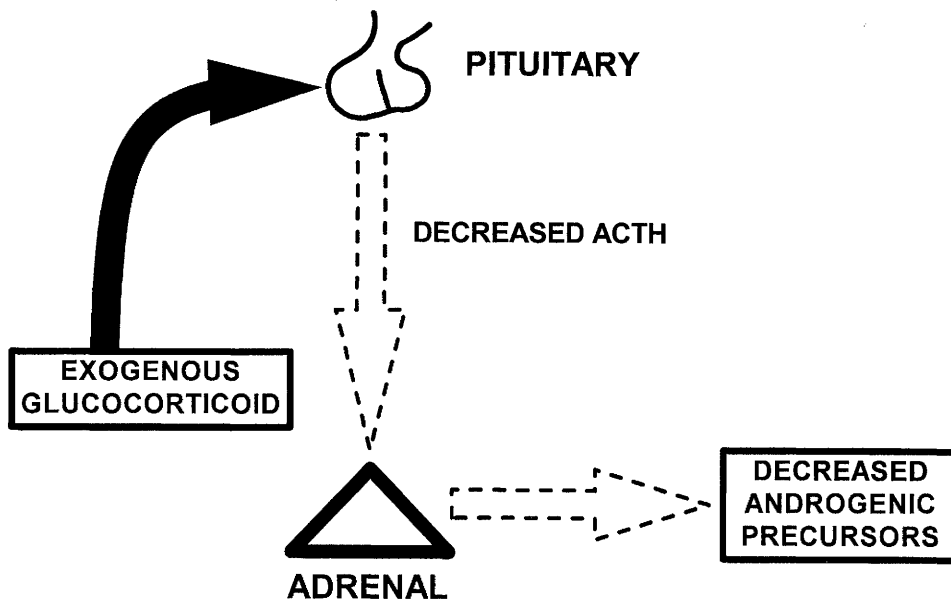 PITUITARY
DECREASED ACTH
EXOGENOUS
GLUCOCORTICOID
DECREASED
ANDROGENIC
PRECURSORS
ADRENAL